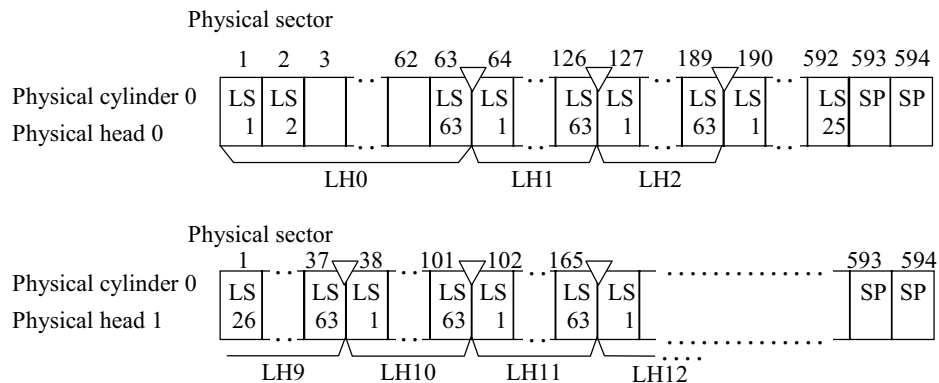 Physical sector
1 2 3 62 63 64 126 127 189 190 592 593 594
Physical cylinder 0 LS LS LS LS LS LS LS LS LS SP SP
Physical head 0 1 2 63 1 63 1 63 1 25
LH0 LH1 LH2
Physical sector
1 37 38 101 102 165 593 594
Physical cylinder 0 LS LS LS LS LS LS LS SP SP
Physical head 1 26 63 1 63 1 63 1
LH9 LH10 LH11 LH12